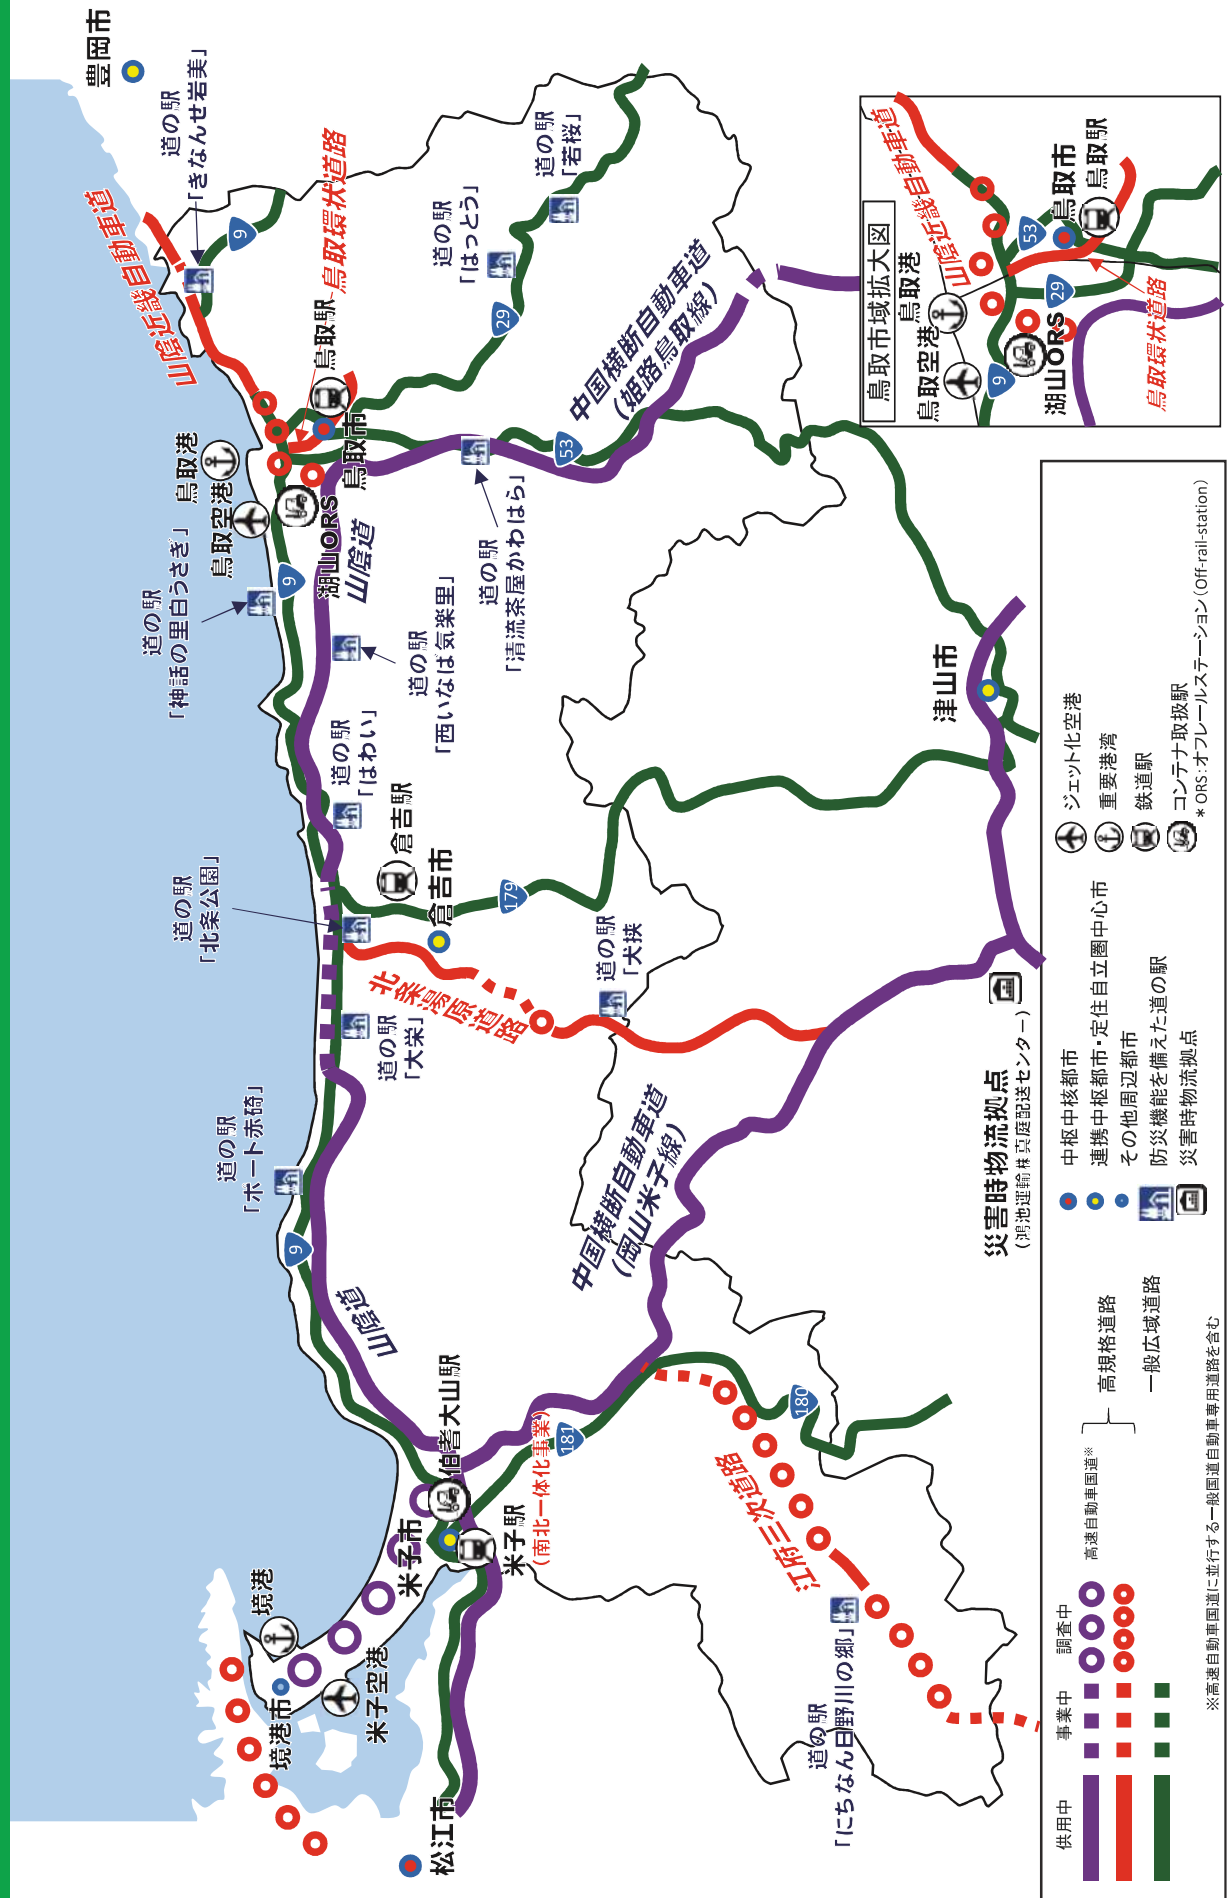 豊岡市
道の駅
「きなんせ岩美」
山陰近畿自動車道
9
鳥取環状道路
道の駅
「若桜」
道の駅
「はっとう」
29
鳥取駅
鳥取市
鳥取港
鳥取空港
湖山ORS
山陰道
中国横断自動車道
(姫路鳥取線)
53
道の駅
「清流茶屋かわはら」
道の駅
「神話の里白うさぎ」
9
道の駅
「西いなば気楽里」
道の駅
「はわい」
倉吉駅
倉吉市
179
道の駅
「北条公園」
北条湯原道路
道の駅
「犬挟
道の駅
「大栄」
道の駅
「ポート赤碕」
9
山陰道
中国横断自動車道
(岡山米子線)
津山市
災害時物流拠点
(鴻池運輸㈱真庭配送センター)
伯耆大山駅
(南北一体化事業)
181
180
米子市
米子駅
江府三次道路
道の駅
「にちなん日野川の郷」
境港
境港市
米子空港
松江市
鳥取市域拡大図
山陰近畿自動車道
鳥取港
鳥取空港
湖山ORS
鳥取市
鳥取駅
鳥取環状道路
53
29
9
供用中
事業中
調査中
高速自動車国道※
高規格道路
一般広域道路
※高速自動車国道に並行する一般国道自動車専用道路を含む
中枢中核都市
連携中枢都市・定住自立圏中心市
その他周辺都市
防災機能を備えた道の駅
災害時物流拠点
ジェット化空港
重要港湾
鉄道駅
コンテナ取扱駅
*ORS:オフレールステーション(Off-rail-station)